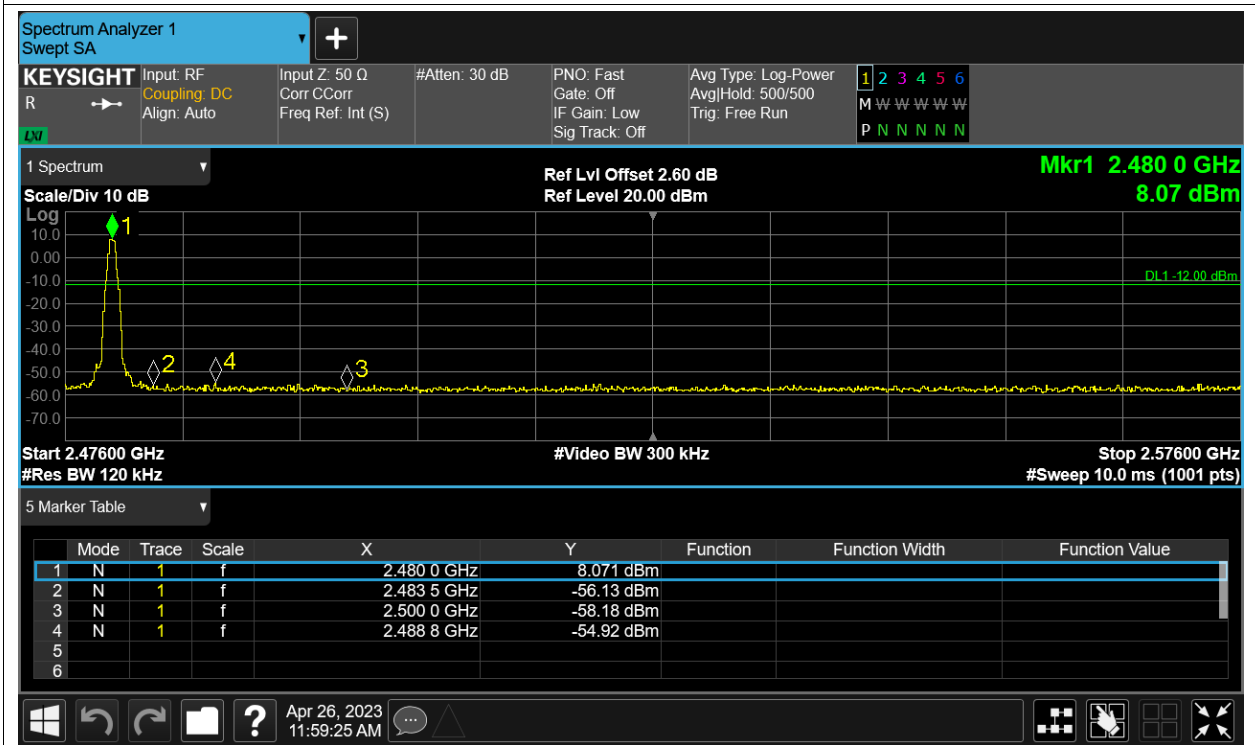 Spectrum Analyzer 1
Swept SA
KEYSIGHT
R
LXI
Input: RF
Coupling: DC
Align: Auto
Input Z: 50 Ω
Corr CCorr
Freq Ref: Int (S)
#Atten: 30 dB
PNO: Fast
Gate: Off
IF Gain: Low
Sig Track: Off
Avg Type: Log-Power
Avg|Hold: 500/500
Trig: Free Run
1 2 3 4 5 6
M W W W W W
P N N N N N
1 Spectrum
Scale/Div 10 dB
Ref Lvl Offset 2.60 dB
Ref Level 20.00 dBm
Mkr1 2.480 0 GHz
8.07 dBm
Log
10.0
0.00
-10.0
-20.0
-30.0
-40.0
-50.0
-60.0
-70.0
1
2
4
3
DL1 -12.00 dBm
Start 2.47600 GHz
#Res BW 120 kHz
#Video BW 300 kHz
Stop 2.57600 GHz
#Sweep 10.0 ms (1001 pts)
5 Marker Table
Mode Trace Scale X Y Function Function Width Function Value
1 N 1 f 2.480 0 GHz 8.071 dBm
2 N 1 f 2.483 5 GHz -56.13 dBm
3 N 1 f 2.500 0 GHz -58.18 dBm
4 N 1 f 2.488 8 GHz -54.92 dBm
5
6
?
Apr 26, 2023
11:59:25 AM